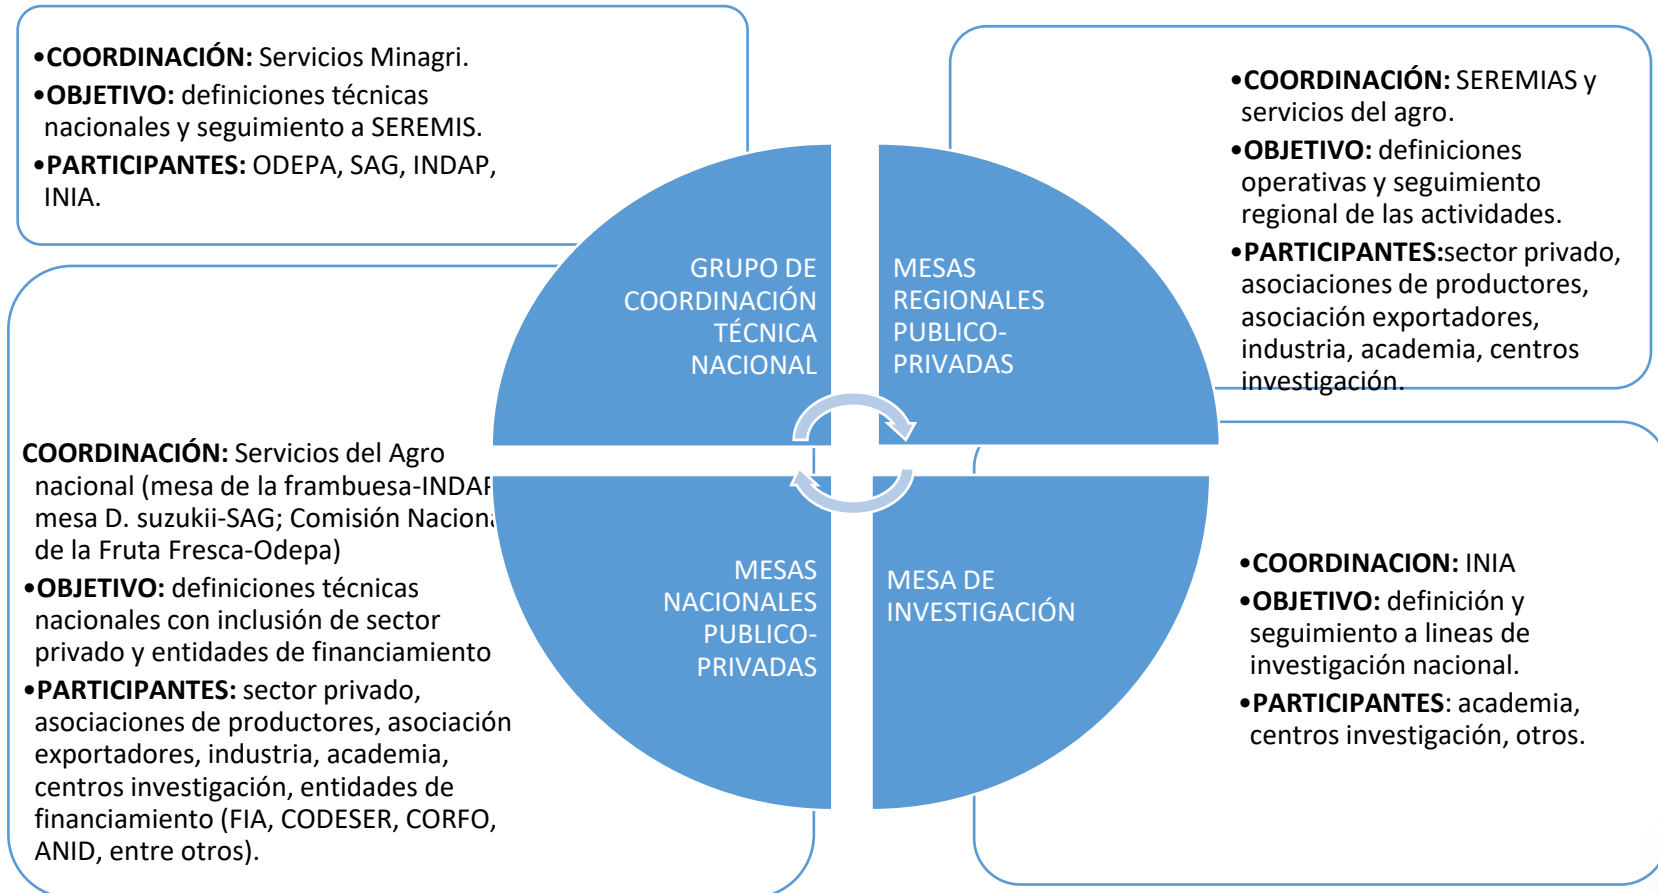 •COORDINACIÓN: Servicios Minagri.
•OBJETIVO: definiciones técnicas
nacionales y seguimiento a SEREMIS.
•PARTICIPANTES: ODEPA, SAG, INDAP,
INIA.
•COORDINACIÓN: SEREMIAS y
servicios del agro.
•OBJETIVO: definiciones
operativas y seguimiento
regional de las actividades.
•PARTICIPANTES:sector privado,
asociaciones de productores,
asociación exportadores,
industria, academia, centros
investigación.
GRUPO DE
COORDINACIÓN
TÉCNICA
NACIONAL
MESAS
REGIONALES
PUBLICO-
PRIVADAS
COORDINACIÓN: Servicios del Agro
nacional (mesa de la frambuesa-INDAP
mesa D. suzukii-SAG; Comisión Naciona
de la Fruta Fresca-Odepa)
•OBJETIVO: definiciones técnicas
nacionales con inclusión de sector
privado y entidades de financiamiento
•PARTICIPANTES: sector privado,
asociaciones de productores, asociación
exportadores, industria, academia,
centros investigación, entidades de
financiamiento (FIA, CODESER, CORFO,
ANID, entre otros).
MESAS
NACIONALES
PUBLICO-
PRIVADAS
MESA DE
INVESTIGACIÓN
•COORDINACION: INIA
•OBJETIVO: definición y
seguimiento a lineas de
investigación nacional.
•PARTICIPANTES: academia,
centros investigación, otros.